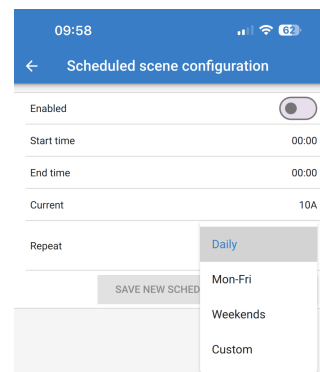 09:58
62
Scheduled scene configuration
Enabled
Start time 00:00
End time 00:00
Current 10A
Repeat
Daily
Mon-Fri
SAVE NEW SCHED
Weekends
Custom